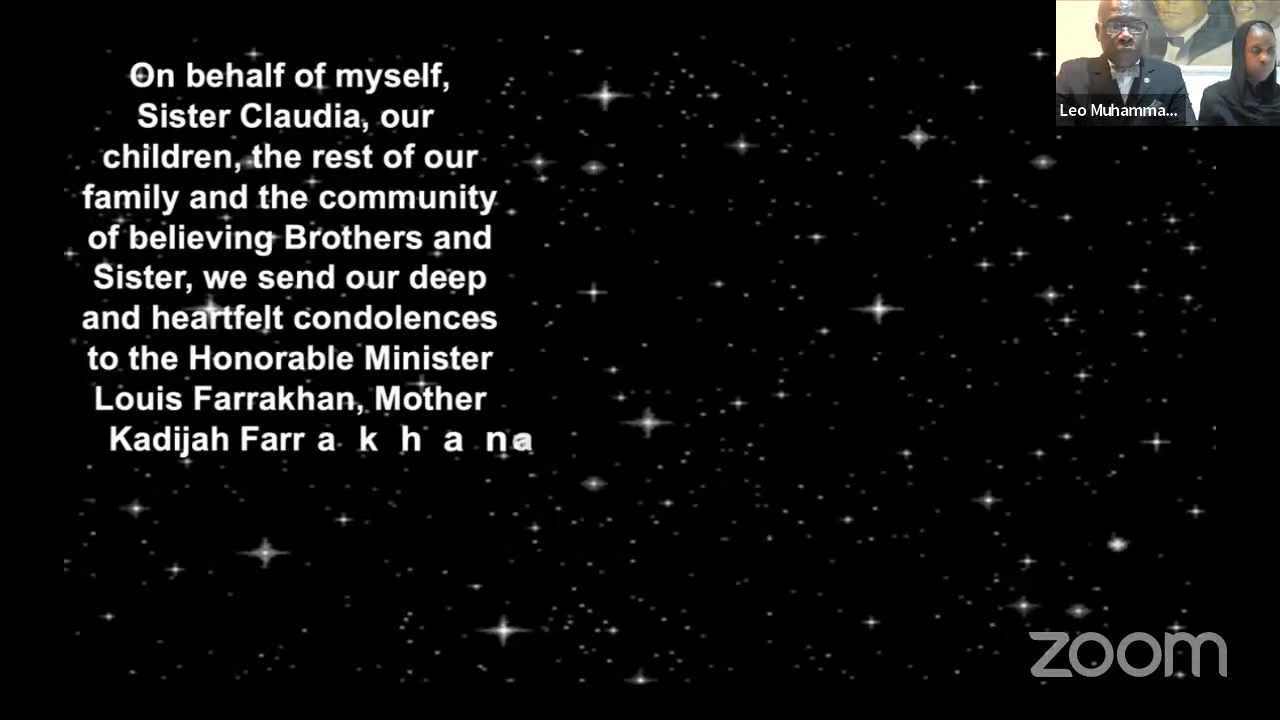 On behalf of myself,
Sister Claudia, our
children, the rest of our
family and the community
of believing Brothers and
Sister, we send our deep
and heartfelt condolences
to the Honorable Minister
Louis Farrakhan, Mother
Kadijah Farr a k h a na
Leo Muhamma...
zoom